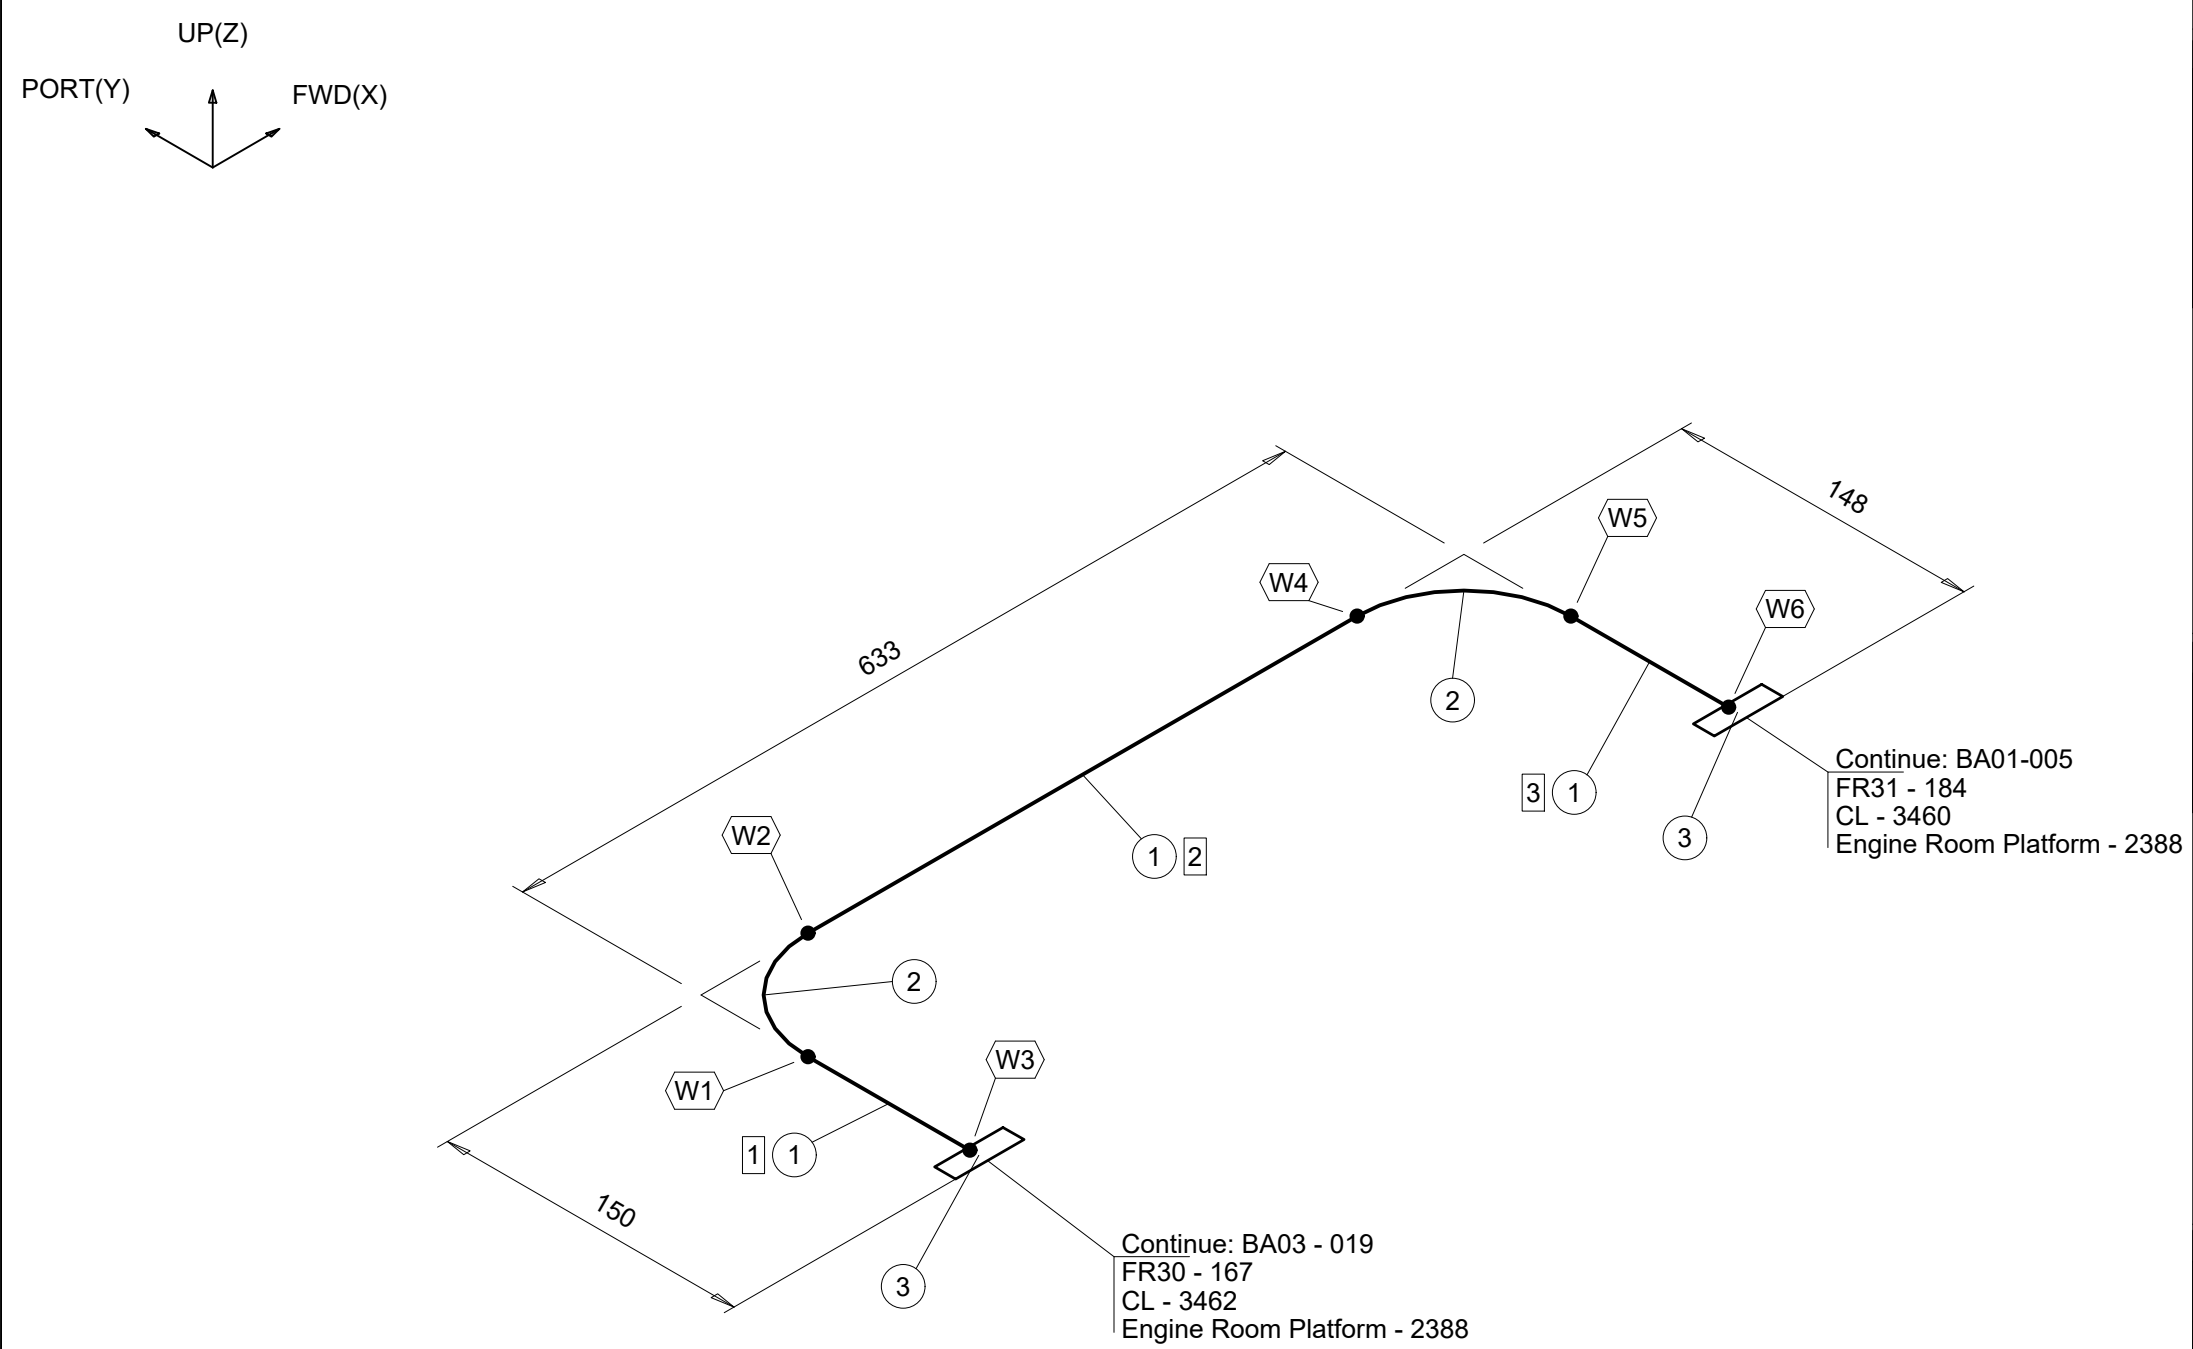 UP(Z)
PORT(Y)
FWD(X)
148
W5
W4
W6
633
2
Continue: BA01-005
FR31 - 184
CL - 3460
Engine Room Platform - 2388
3 1
3
W2
1 2
2
W3
W1
1 1
150
Continue: BA03 - 019
FR30 - 167
CL - 3462
Engine Room Platform - 2388
3